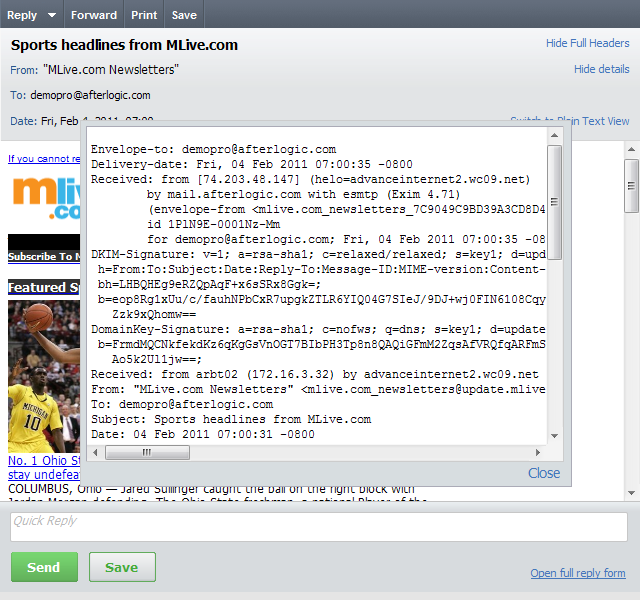 Reply Forward Print Save
Sports headlines from MLive.com
Hide Full Headers
From: "MLive.com Newsletters"
Hide details
To: demopro@afterlogic.com
Date: Fri, Feb 4, 2011, 07:00
Switch to Plain Text View
If you cannot re
mlive
.co
Subscribe To M
Featured Sp
MICHIGAN
10
No. 1 Ohio St
stay undefeat
COLUMBUS, Ohio — Jared Sullinger caught the ball on the right block with
Jordan Morgan defending. The Ohio State freshman, a national Player of the
Envelope-to: demopro@afterlogic.com
Delivery-date: Fri, 04 Feb 2011 07:00:35 -0800
Received: from [74.203.48.147] (helo=advanceinternet2.wc09.net)
by mail.afterlogic.com with esmtp (Exim 4.71)
(envelope-from <mlive.com_newsletters_7C9049C9BD39A3CD8D4
id 1PlN9E-0001Nz-Mm
for demopro@afterlogic.com; Fri, 04 Feb 2011 07:00:35 -08
DKIM-Signature: v=1; a=rsa-sha1; c=relaxed/relaxed; s=key1; d=upd
h=From:To:Subject:Date:Reply-To:Message-ID:MIME-version:Content-
bh=LHBQHEg9eRZQpAqF+x6sSRx8Ggk=;
b=eop8Rg1xUu/c/fauhNPbCxR7upgkZTLR6YIQ04G7SIeJ/9DJ+wj0FIN6108Cqy
Zzk9xQhomw==
DomainKey-Signature: a=rsa-sha1; c=nofws; q=dns; s=key1; d=update
b=FrmdMQCNkfekdKz6qKgGsVnOGT7BIbPH3Tp8n8QAQiGFmM2ZqsAfVRQfqARFmS
Ao5k2Ul1jw==;
Received: from arbt02 (172.16.3.32) by advanceinternet2.wc09.net
From: "MLive.com Newsletters" <mlive.com_newsletters@update.mlive
To: demopro@afterlogic.com
Subject: Sports headlines from MLive.com
Date: 04 Feb 2011 07:00:31 -0800
Close
Quick Reply
Send Save
Open full reply form